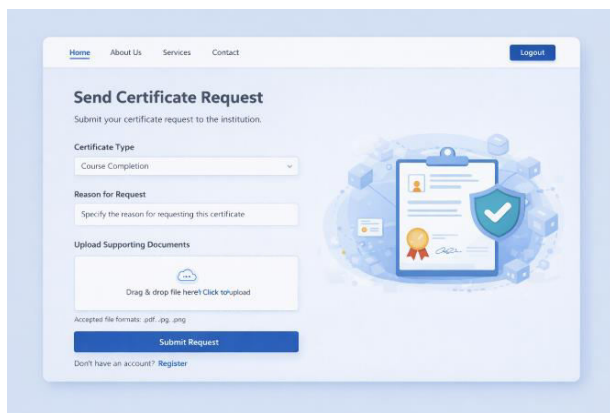 Home About Us Services Contact Logout
Send Certificate Request
Submit your certificate request to the institution.
Certificate Type
Course Completion
Reason for Request
Specify the reason for requesting this certificate
Upload Supporting Documents
Drag & drop file here Click to upload
Accepted file formats: .pdf. .jpg. .png
Submit Request
Don't have an account? Register